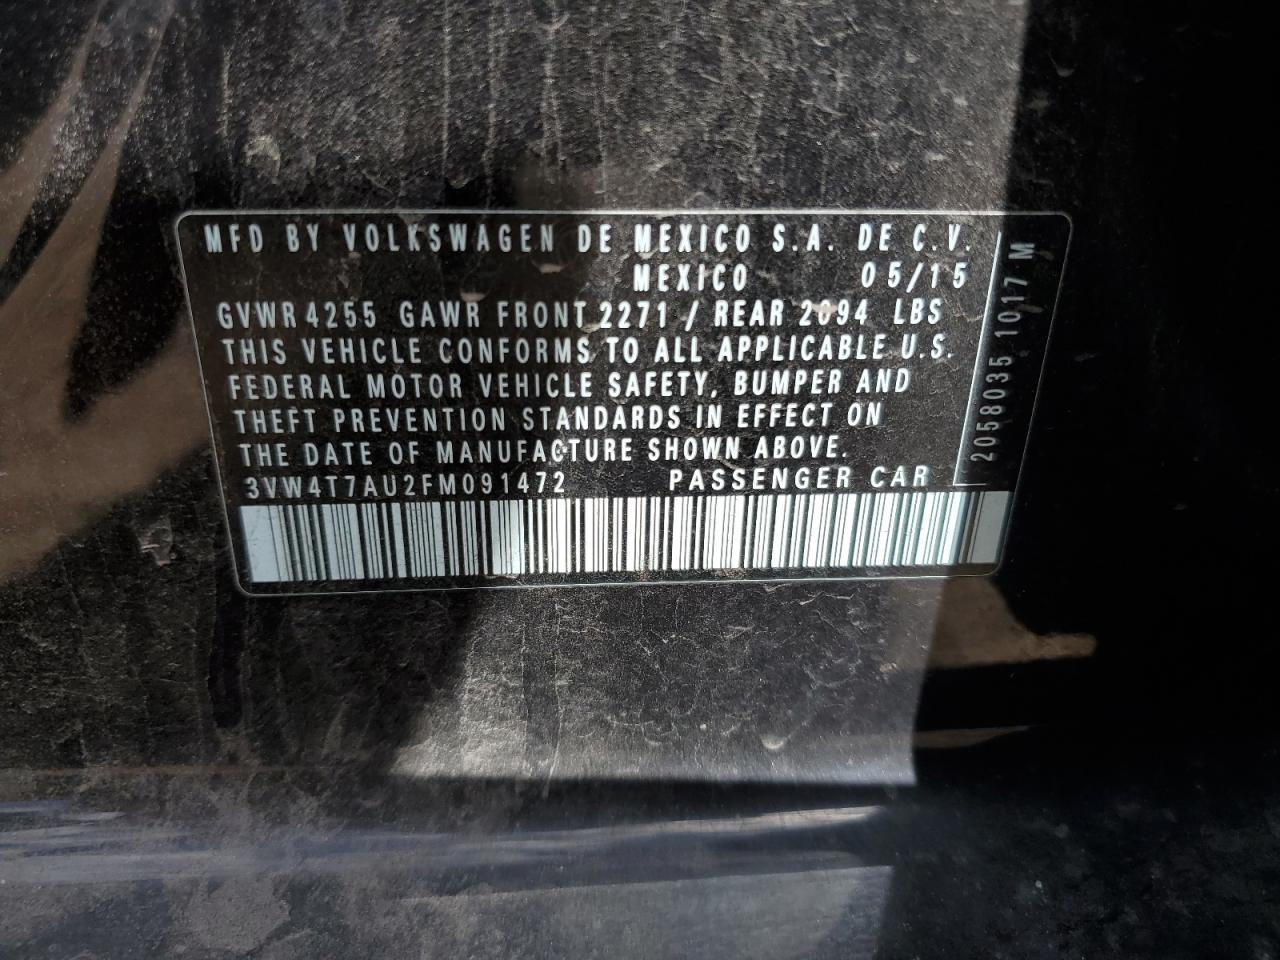 MFD BY VOLKSWAGEN DE MEXICO S.A. DE C.V.
MEXICO 05/15
GVWR 4255 GAWR FRONT 2271 / REAR 2094 LBS
THIS VEHICLE CONFORMS TO ALL APPLICABLE U.S.
FEDERAL MOTOR VEHICLE SAFETY, BUMPER AND
THEFT PREVENTION STANDARDS IN EFFECT ON
THE DATE OF MANUFACTURE SHOWN ABOVE.
3VW4T7AU2FM091472 PASSENGER CAR
2058035 1017 M